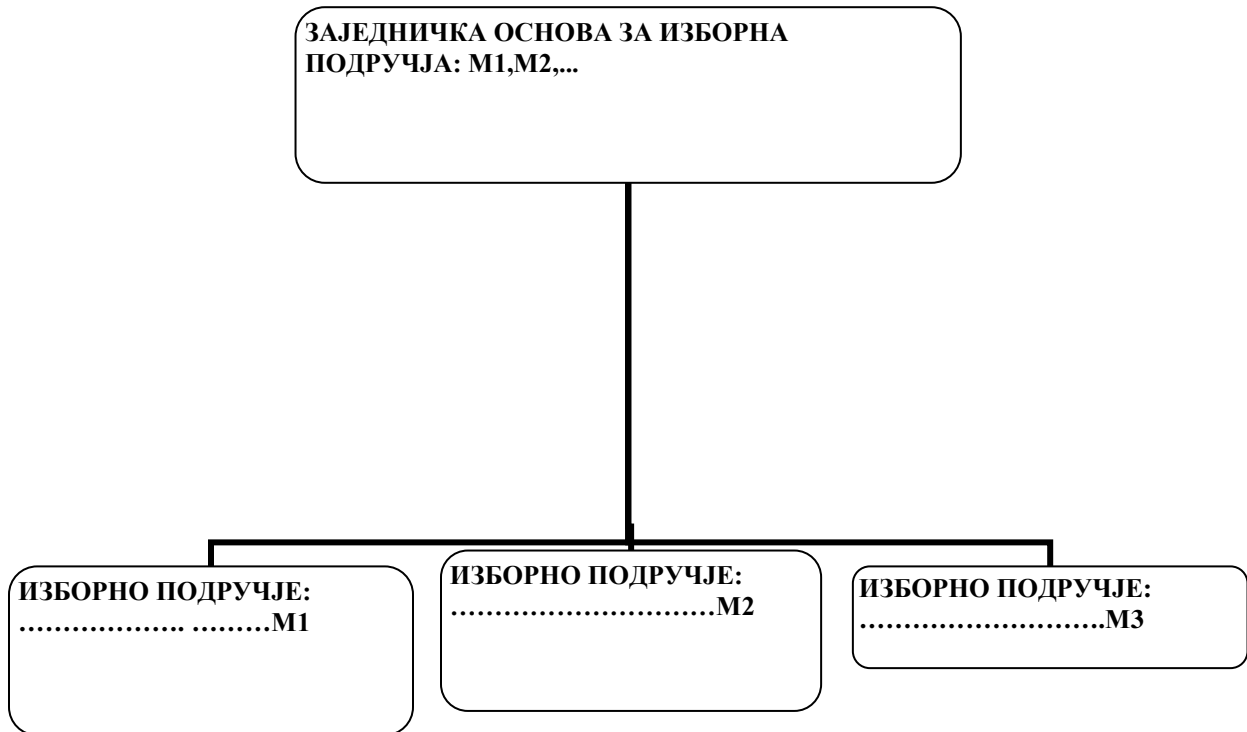 ЗАЈЕДНИЧКА ОСНОВА ЗА ИЗБОРНА
ПОДРУЧЈА: М1,М2,...
ИЗБОРНО ПОДРУЧЈЕ:
……………….. ………М1
ИЗБОРНО ПОДРУЧЈЕ:
…………………………М2
ИЗБОРНО ПОДРУЧЈЕ:
……………………….М3